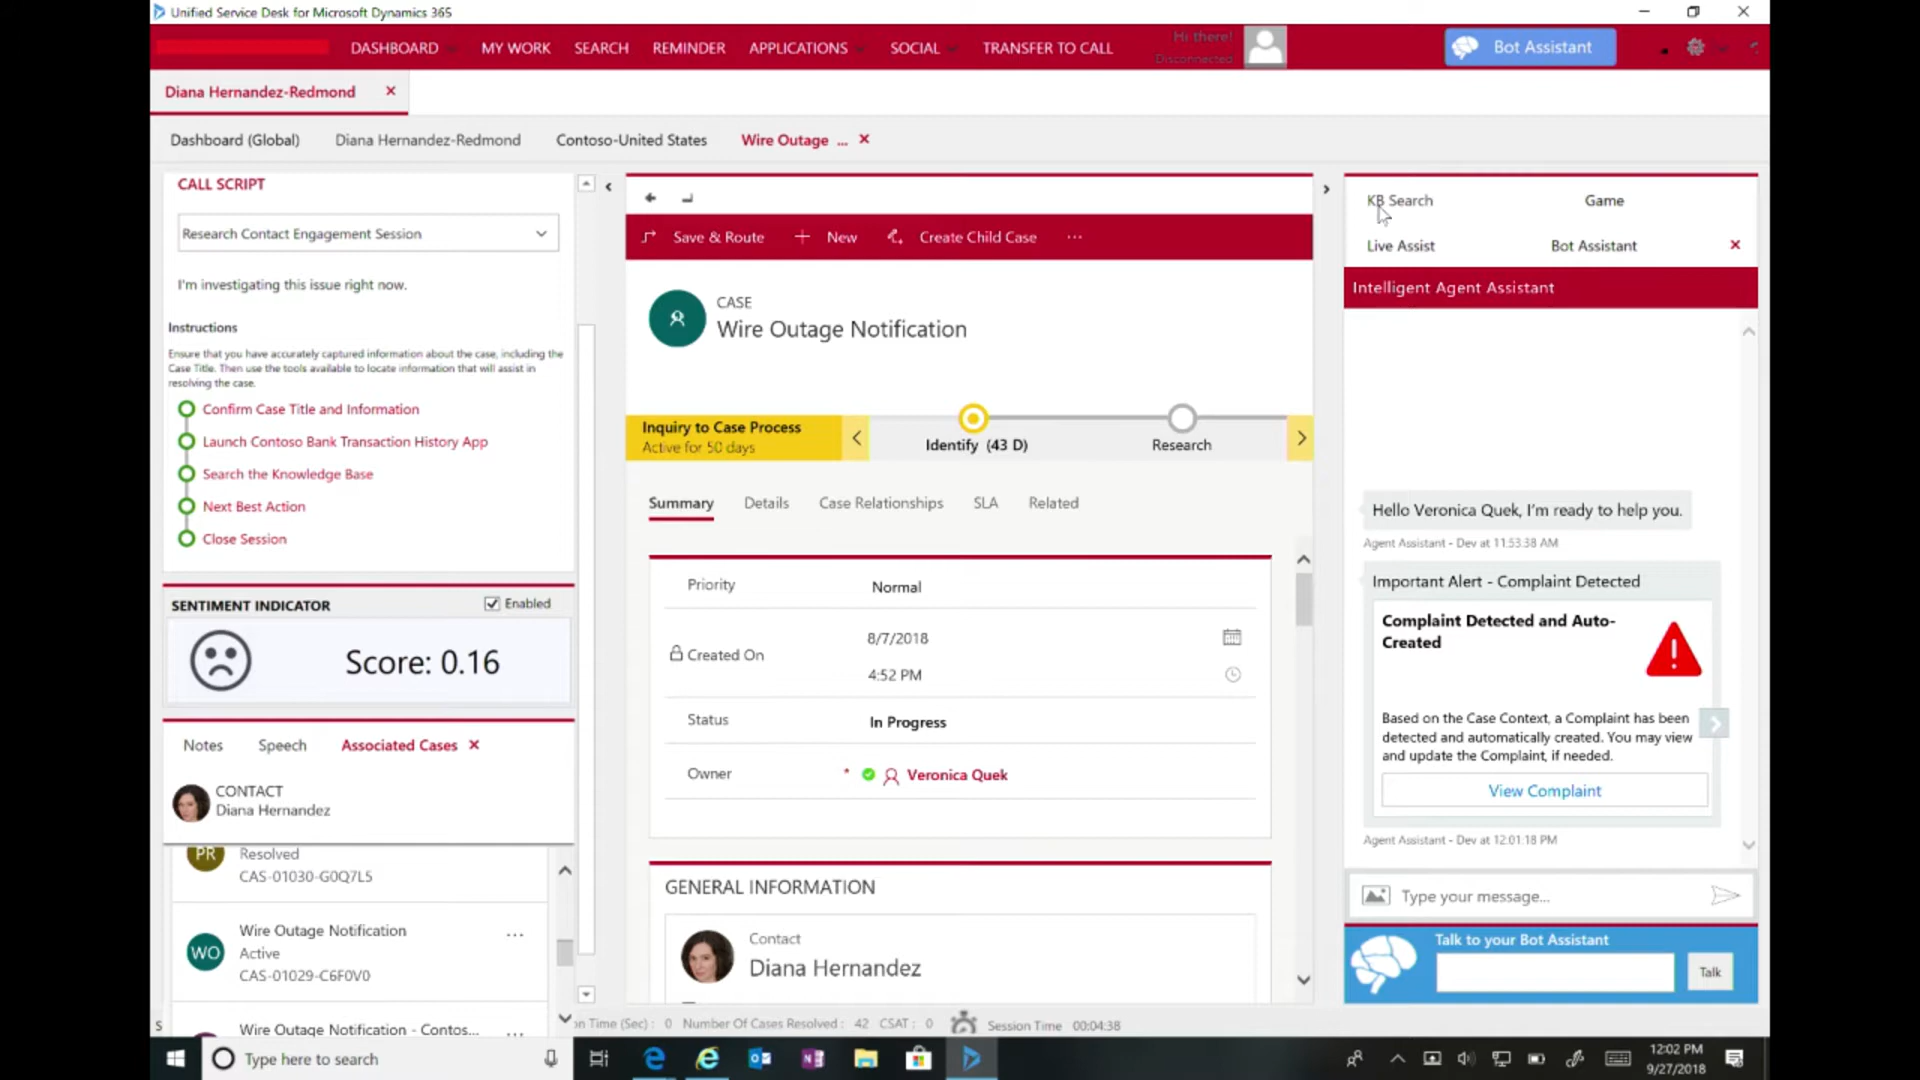 Unified Service Desk for Microsoft Dynamics 365
DASHBOARD MY WORK SEARCH REMINDER APPLICATIONS SOCIAL TRANSFER TO CALL
Hi there!
Disconnected
Bot Assistant
Diana Hernandez-Redmond
Dashboard (Global) Diana Hernandez-Redmond Contoso-United States Wire Outage ...
CALL SCRIPT
Research Contact Engagement Session
I'm investigating this issue right now.
Instructions
Ensure that you have accurately captured information about the case, including the
Case Title. Then use the tools available to locate information that will assist in
resolving the case.
Confirm Case Title and Information
Launch Contoso Bank Transaction History App
Search the Knowledge Base
Next Best Action
Close Session
SENTIMENT INDICATOR Enabled
Score: 0.16
Notes Speech Associated Cases
CONTACT
Diana Hernandez
PR
Resolved
CAS-01030-G0Q7L5
WO
Wire Outage Notification ...
Active
CAS-01029-C6F0V0
Wire Outage Notification - Contos... ...
Save & Route New Create Child Case ...
CASE
Wire Outage Notification
Inquiry to Case Process
Active for 50 days
Identify (43 D)
Research
Summary Details Case Relationships SLA Related
Priority Normal
Created On 8/7/2018
4:52 PM
Status In Progress
Owner * Veronica Quek
GENERAL INFORMATION
Contact
Diana Hernandez
KB Search Game
Live Assist Bot Assistant
Intelligent Agent Assistant
Hello Veronica Quek, I'm ready to help you.
Agent Assistant - Dev at 11:53:38 AM
Important Alert - Complaint Detected
Complaint Detected and Auto-
Created
Based on the Case Context, a Complaint has been
detected and automatically created. You may view
and update the Complaint, if needed.
View Complaint
Agent Assistant - Dev at 12:01:18 PM
Type your message...
Talk to your Bot Assistant
Talk
S
on Time (Sec) : 0 Number Of Cases Resolved : 42 CSAT : 0 Session Time 00:04:38
Type here to search
12:02 PM
9/27/2018